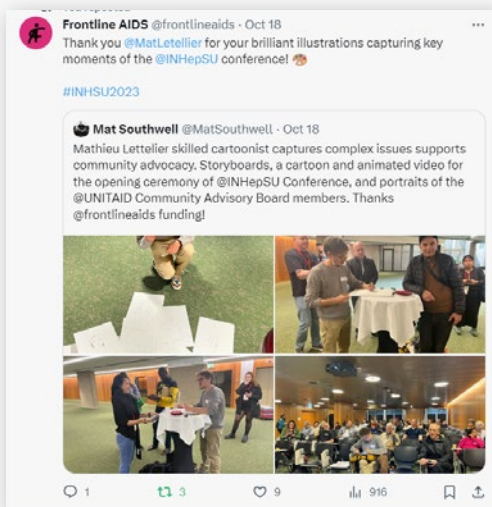 Frontline AIDS @frontlineaids · Oct 18
Thank you @MatLetellier for your brilliant illustrations capturing key
moments of the @INHepSU conference!
#INHSU2023
Mat Southwell @MatSouthwell · Oct 18
Mathieu Lettelier skilled cartoonist captures complex issues supports
community advocacy. Storyboards, a cartoon and animated video for
the opening ceremony of @INHepSU Conference, and portraits of the
@UNITAID Community Advisory Board members. Thanks
@frontlineaids funding!
1 3 9 916